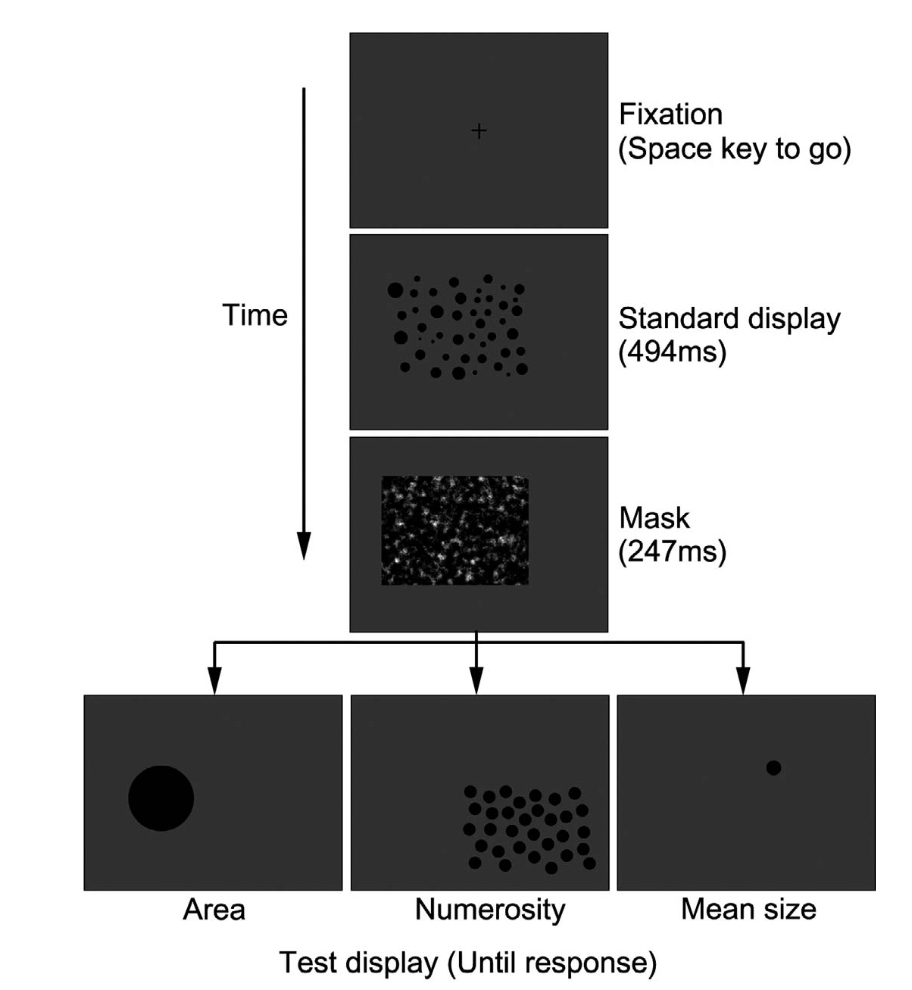 Fixation
(Space key to go)
Time
Standard display
(494ms)
Mask
(247ms)
Area
Numerosity
Mean size
Test display (Until response)